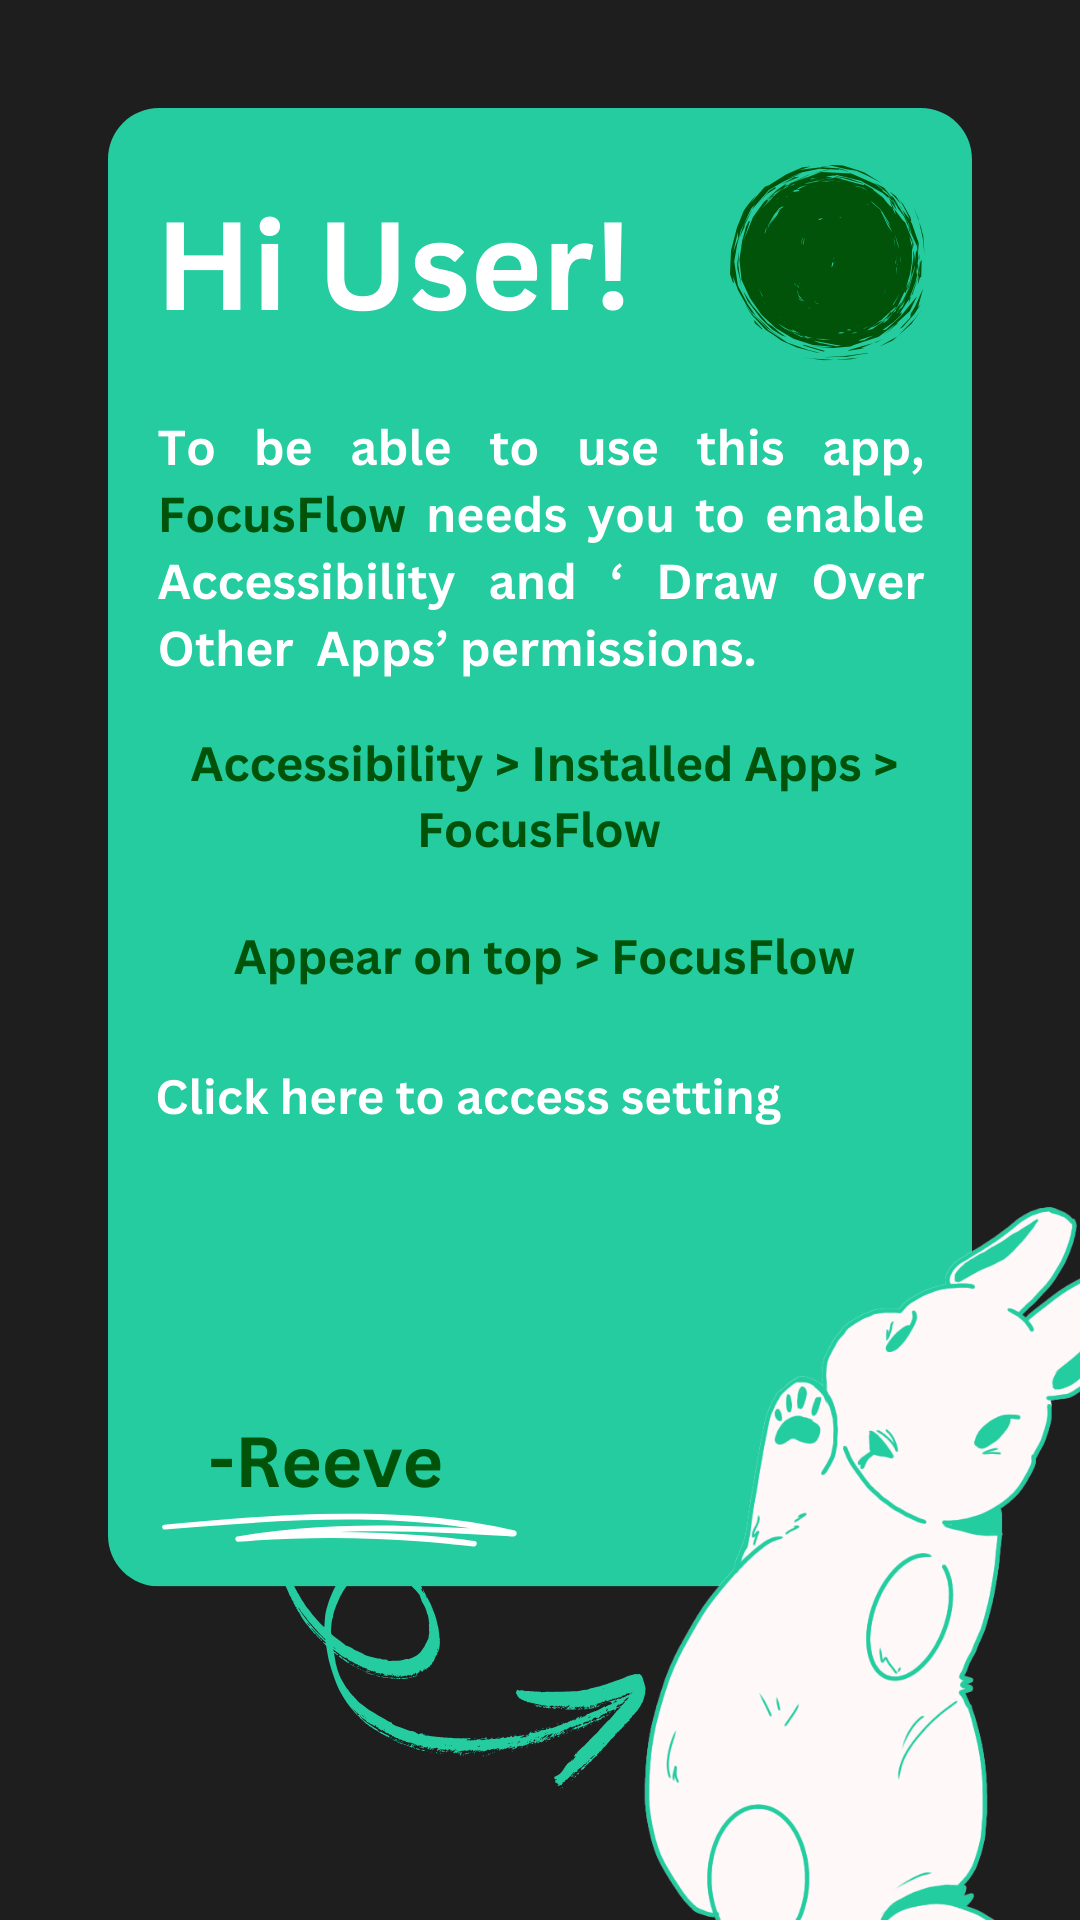 Hi User!
To be able to use this app,
FocusFlow needs you to enable
Accessibility and ‘ Draw Over
Other Apps’ permissions.
Accessibility > Installed Apps >
FocusFlow
Appear on top > FocusFlow
Click here to access setting
-Reeve